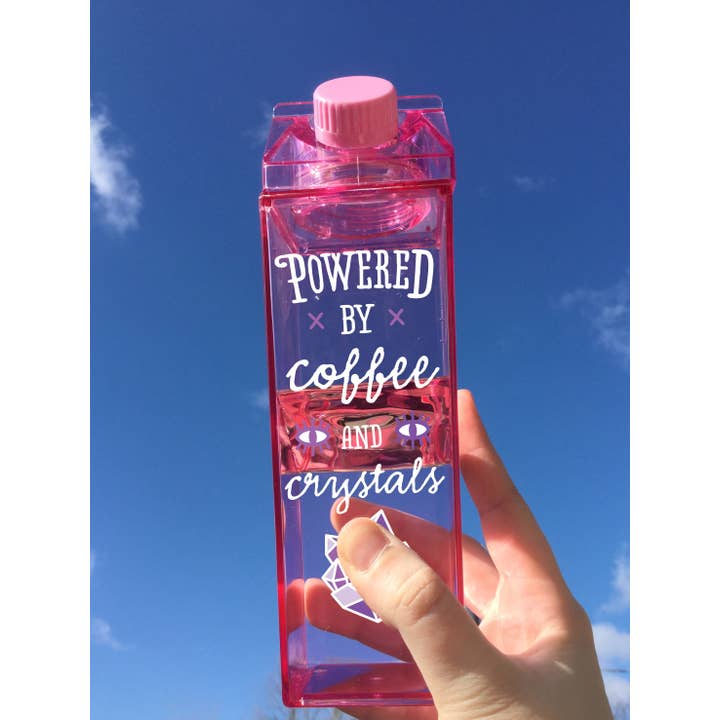 POWERED
BY
coffee
AND
crystals